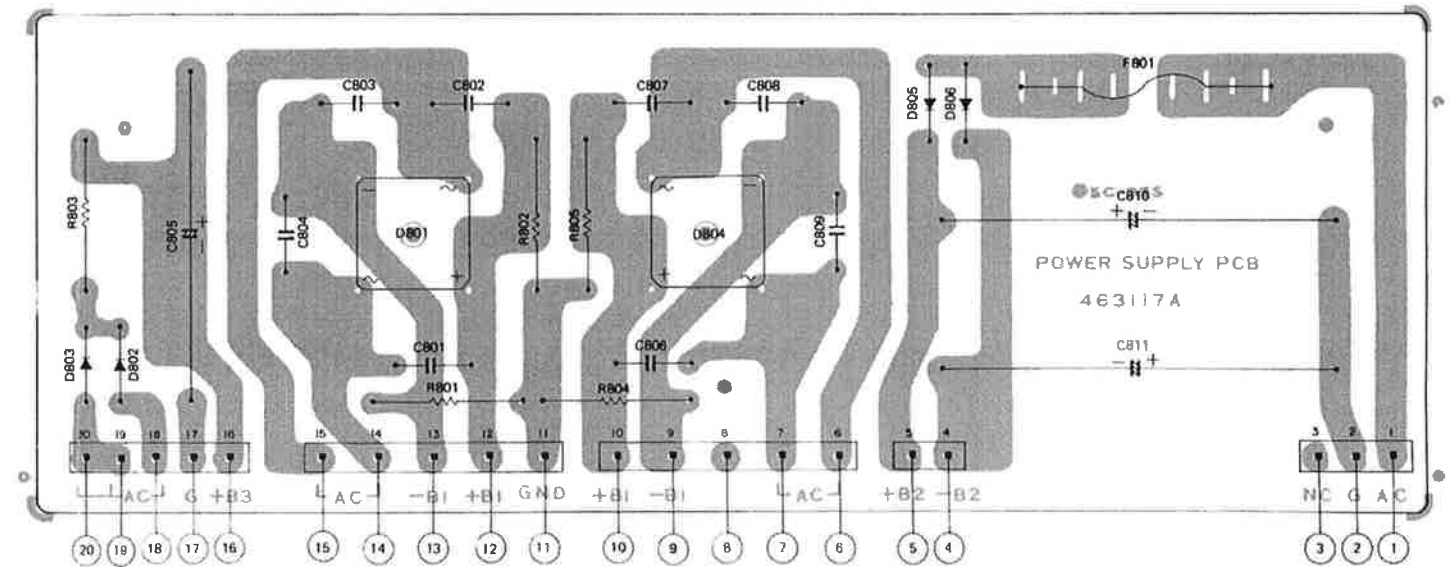 C803
C802
C807
C808
F801
D805
D806
R803
C805
+
−
C804
D801
R802
R805
D804
C809
C810
+ −
POWER SUPPLY PCB
463117A
D803
D802
C801
R801
C806
R804
C811
− +
20 19 18 17 16 15 14 13 12 11 10 9 8 7 6 5 4 3 2 1
AC G +B3 AC −B1 +B1 GND +B1 −B1 AC +B2 −B2 NC G AC
20 19 18 17 16 15 14 13 12 11 10 9 8 7 6 5 4 3 2 1